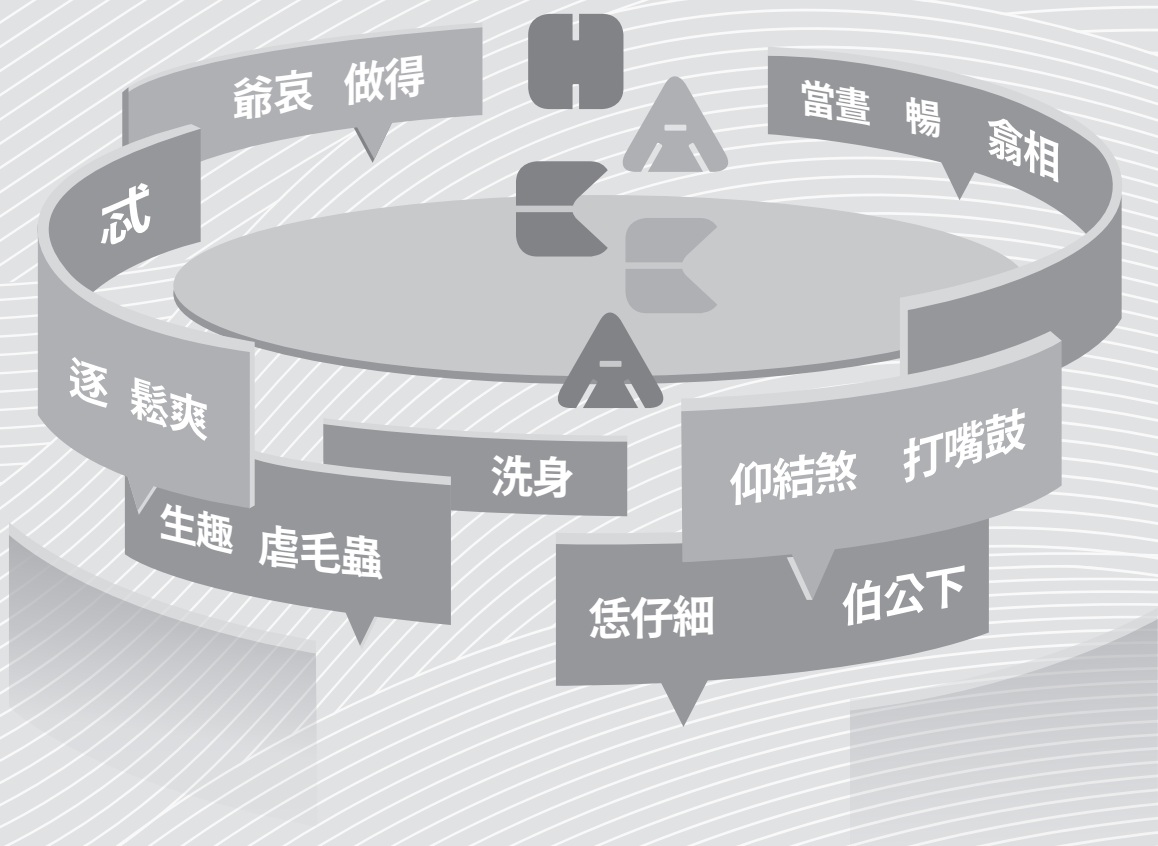 爺哀 做得
當晝 暢 翕相
忒
逐 鬆爽
洗身
仰結煞 打嘴鼓
生趣 虐毛蟲
恁仔細 伯公下
H
A
K
K
A